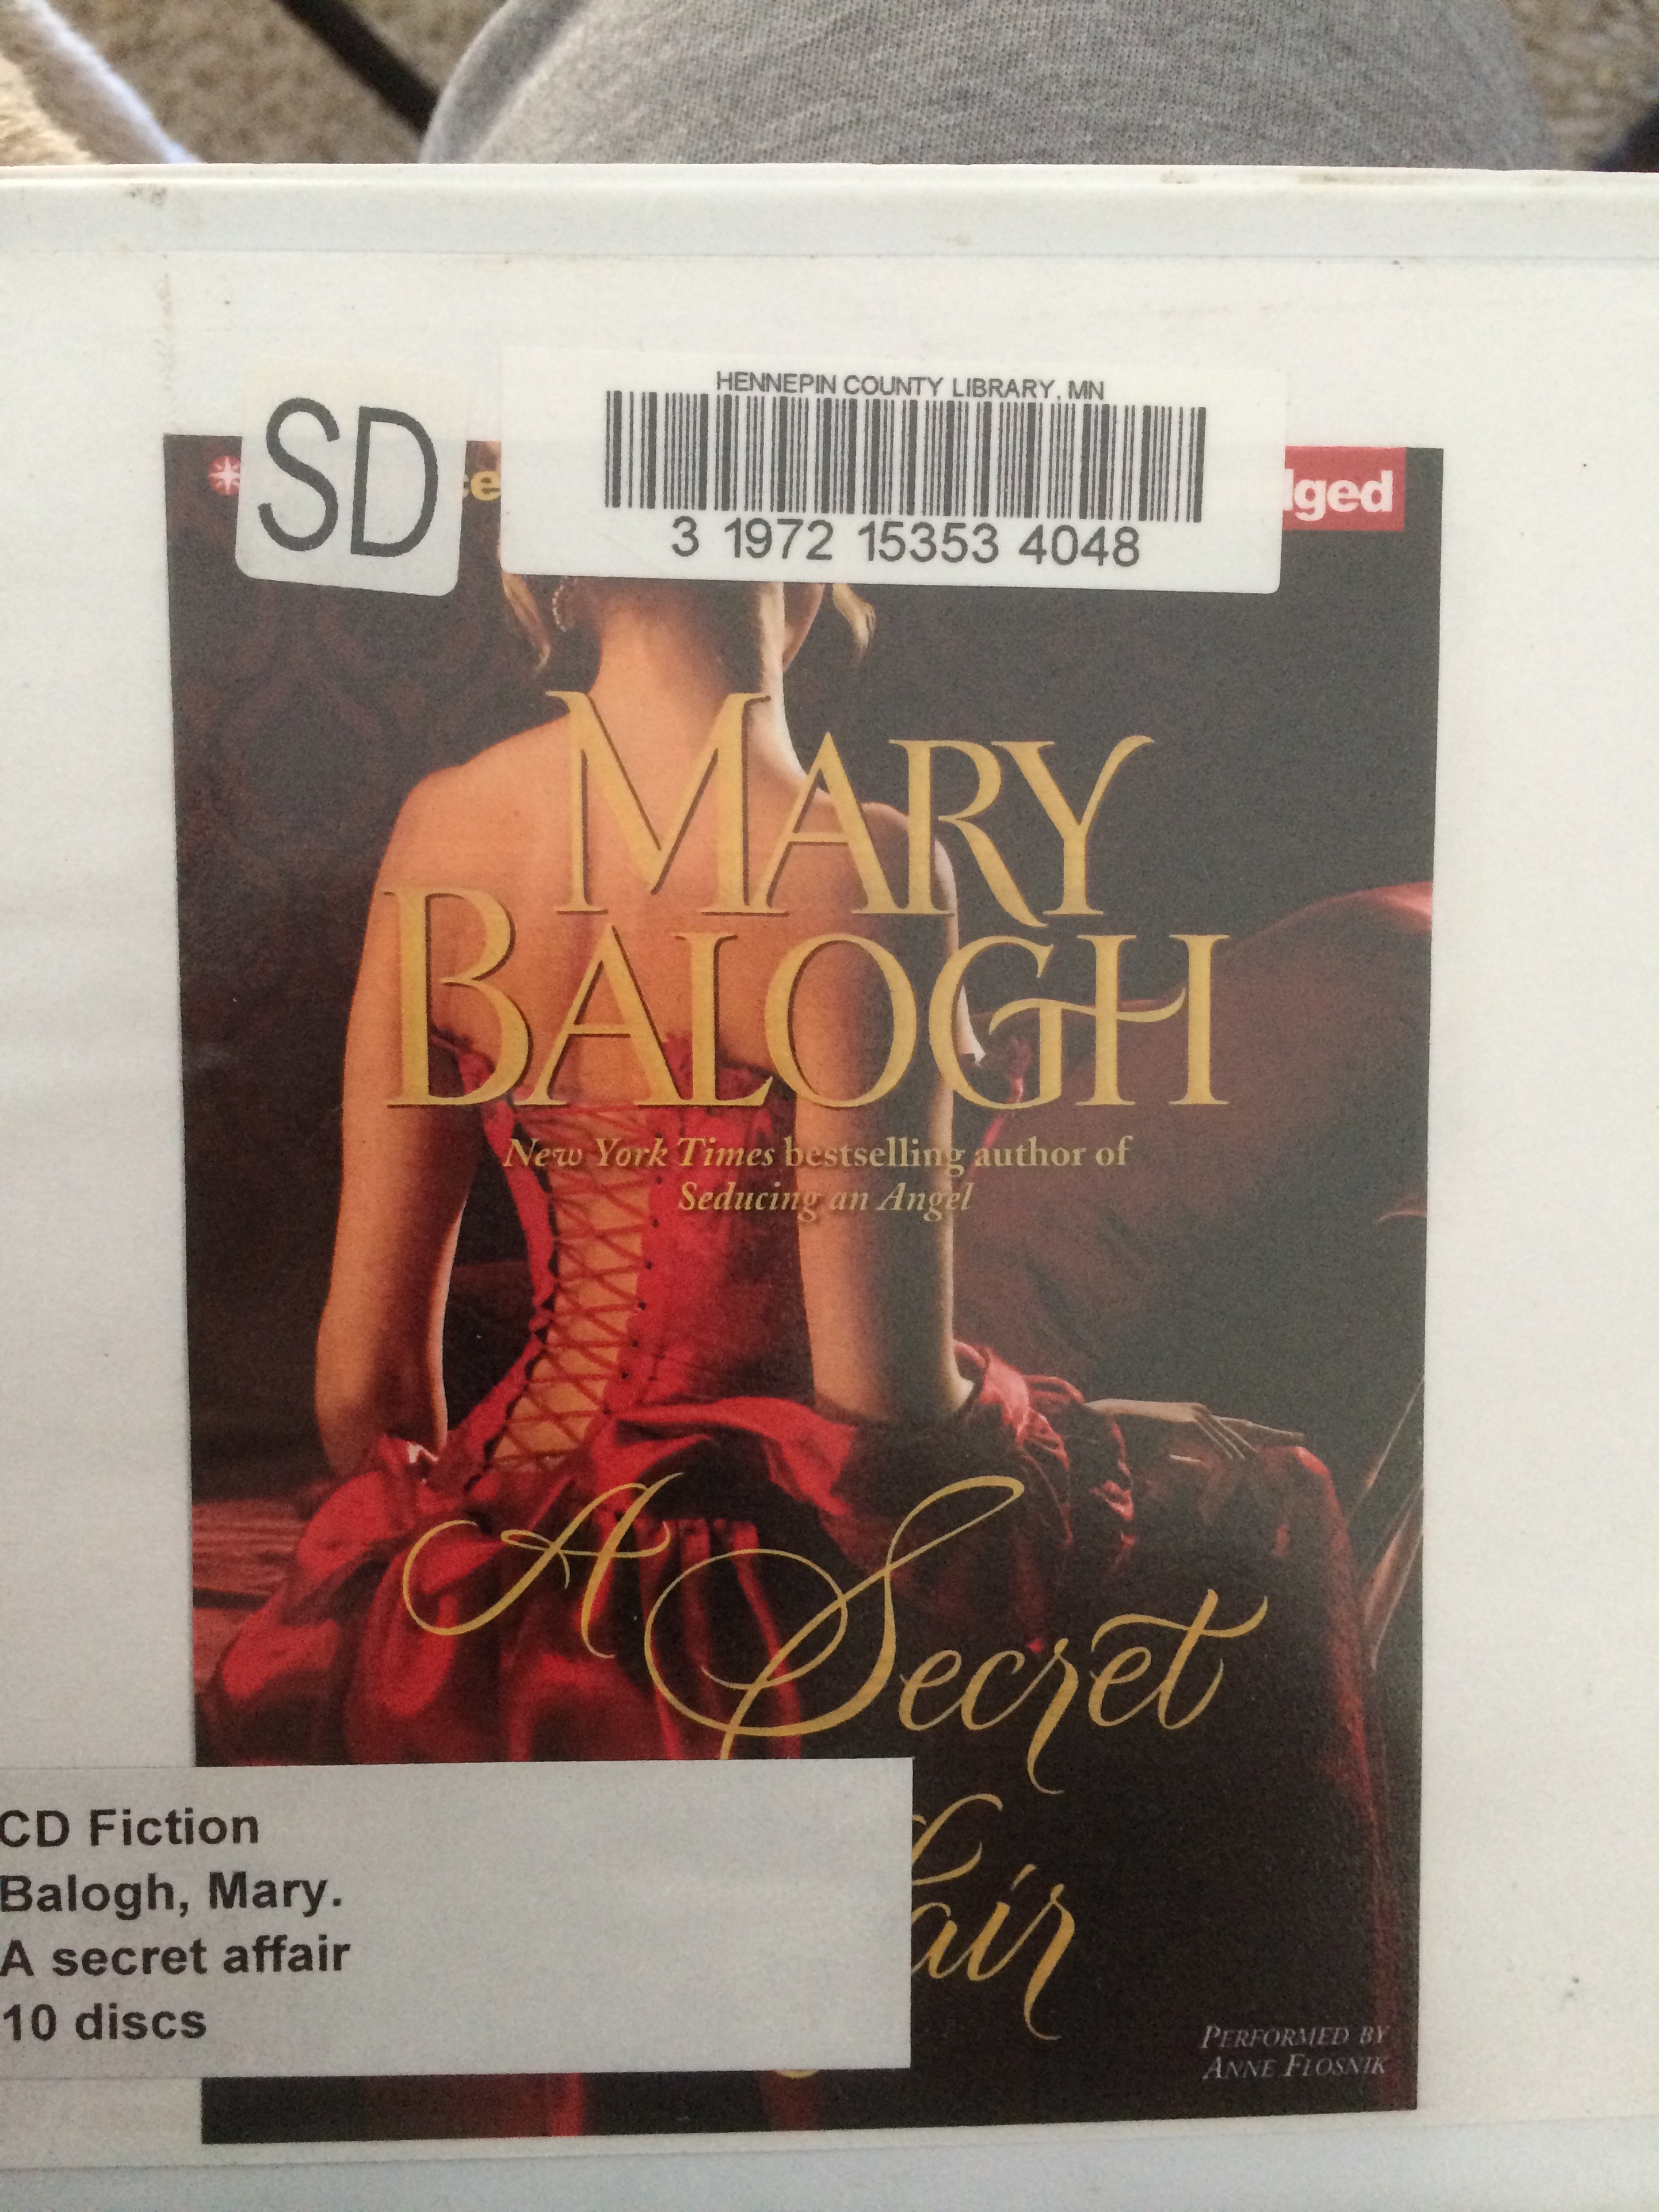 HENNEPIN COUNTY LIBRARY, MN
SD
3 1972 15353 4048
MARY
BALOGH
New York Times bestselling author of
Seducing an Angel
A Secret
CD Fiction
Balogh, Mary.
A secret affair
10 discs
PERFORMED BY
ANNE FLOSNIK